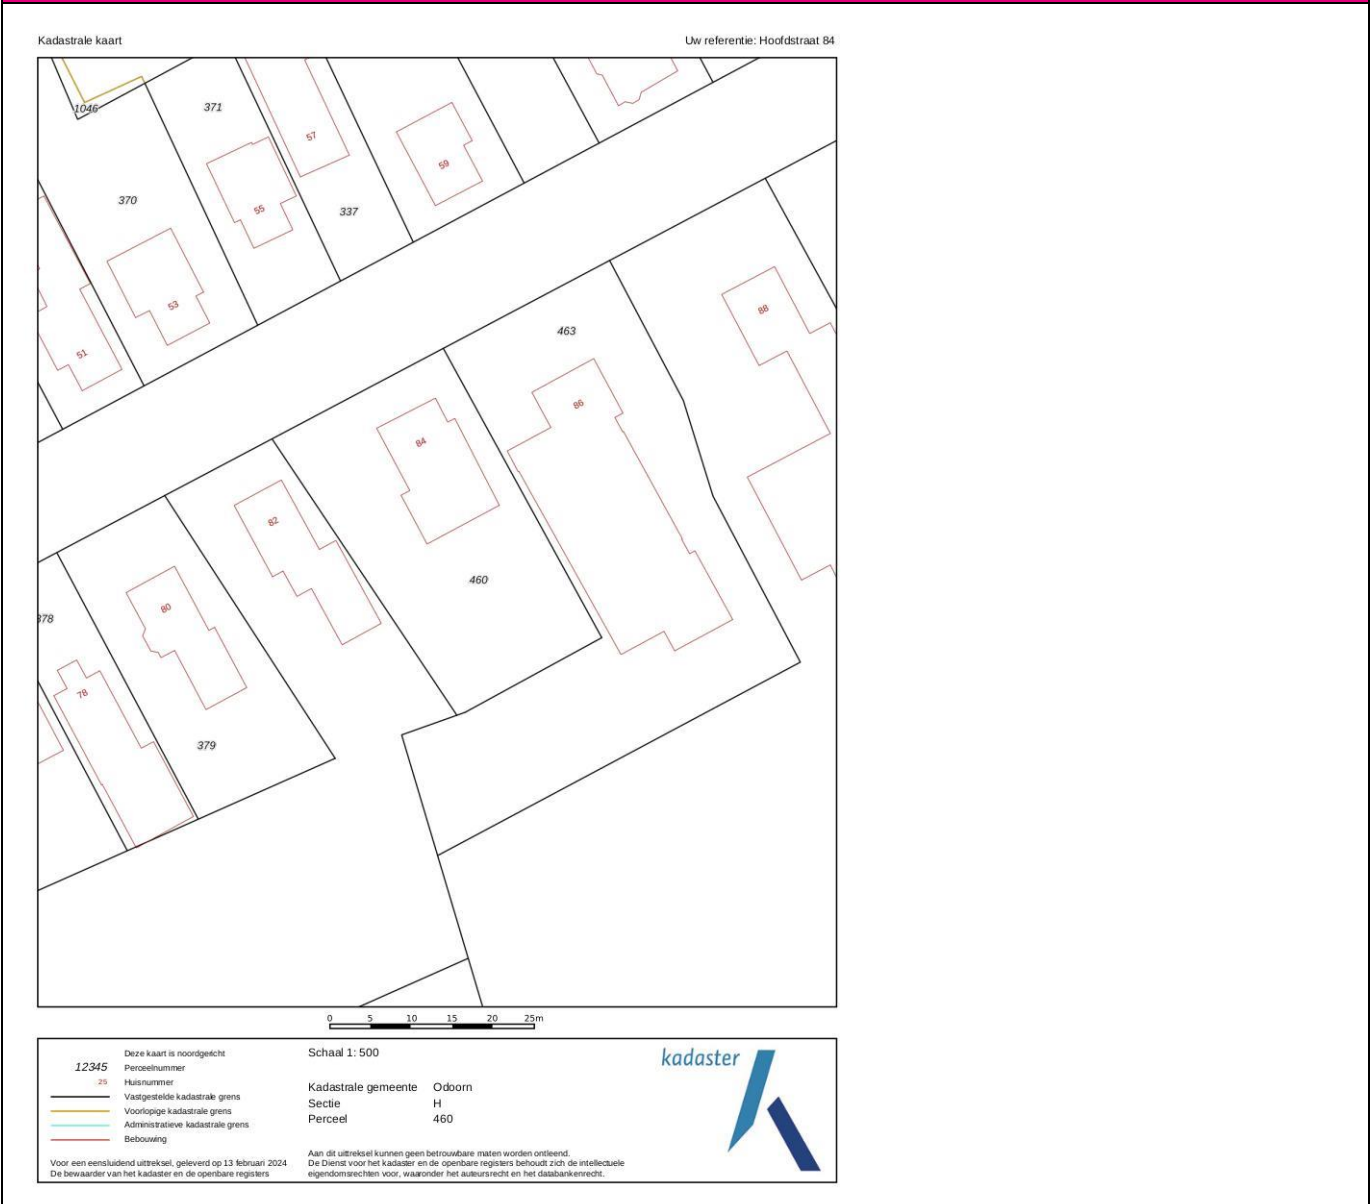 Kadastrale kaart
Uw referentie: Hoofdstraat 84
1046
371
57
59
370
55
337
53
51
463
88
86
84
82
460
80
378
78
379
0 5 10 15 20 25m
Deze kaart is noordgericht
12345 Perceelnummer
25 Huisnummer
Vastgestelde kadastrale grens
Voorlopige kadastrale grens
Administratieve kadastrale grens
Bebouwing
Voor een eensluidend uittreksel, geleverd op 13 februari 2024
De bewaarder van het kadaster en de openbare registers
Schaal 1: 500
Kadastrale gemeente Odoorn
Sectie H
Perceel 460
Aan dit uittreksel kunnen geen betrouwbare maten worden ontleend.
De Dienst voor het kadaster en de openbare registers behoudt zich de intellectuele
eigendomsrechten voor, waaronder het auteursrecht en het databankenrecht.
kadaster